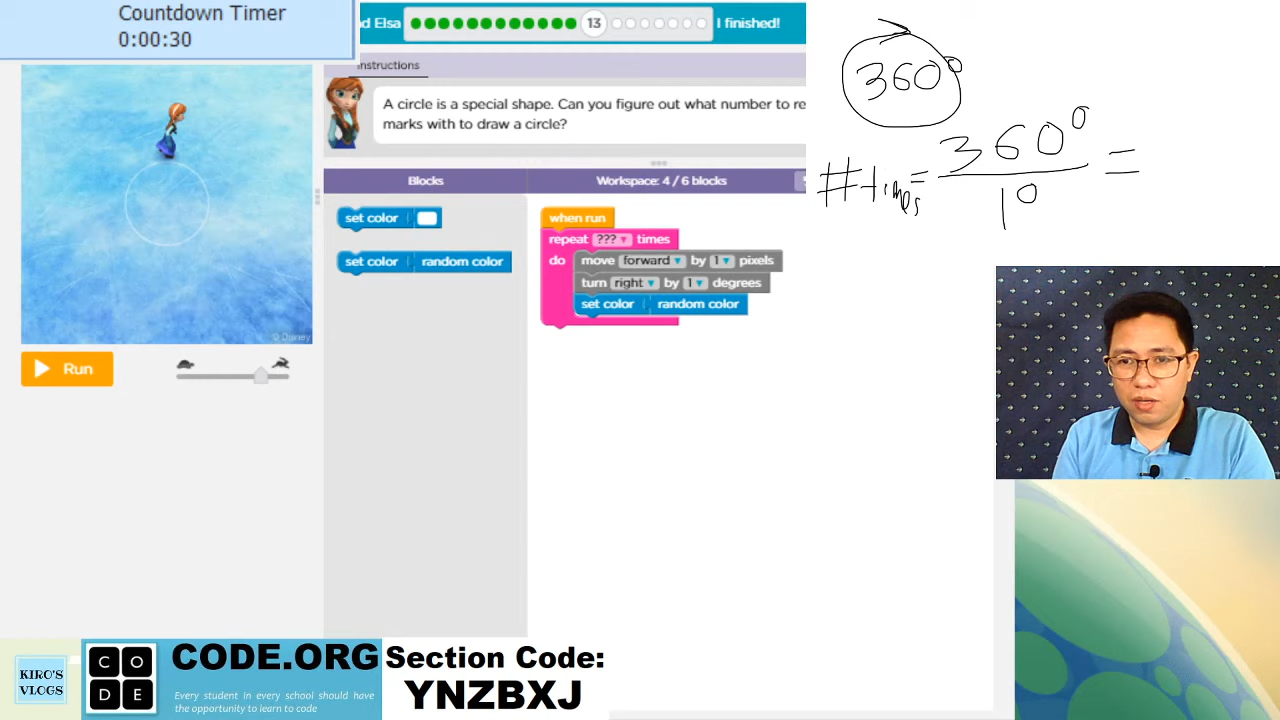 Countdown Timer
0:00:30
d Elsa
13
I finished!
Instructions
A circle is a special shape. Can you figure out what number to re
marks with to draw a circle?
Blocks
Workspace: 4 / 6 blocks
set color
set color random color
when run
repeat ??? times
do move forward by 1 pixels
turn right by 1 degrees
set color random color
© Disney
Run
360°
# times = 360° =
1°
KIRO'S
VLOGS
C O
D E
CODE.ORG
Every student in every school should have
the opportunity to learn to code
Section Code:
YNZBXJ